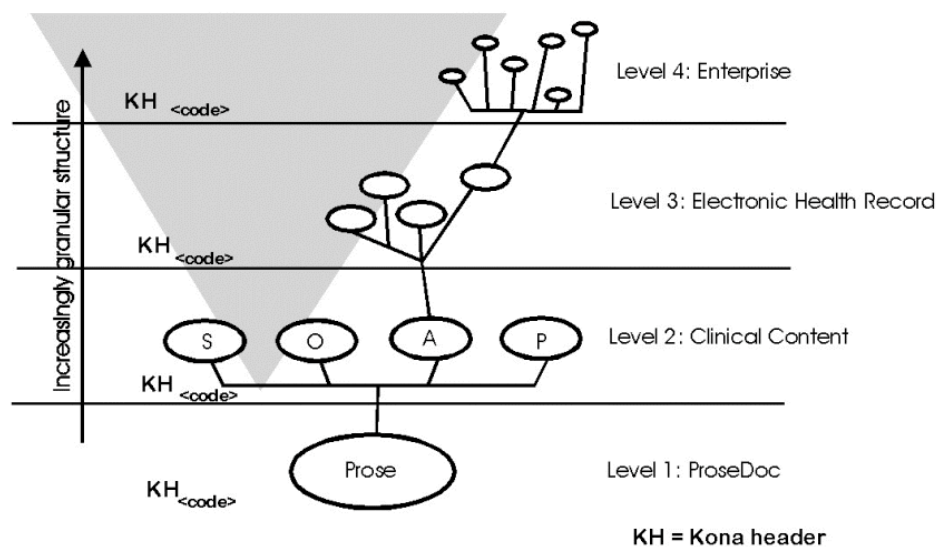 Level 4: Enterprise
KH <code>
Increasingly granular structure
Level 3: Electronic Health Record
KH <code>
S O A P
Level 2: Clinical Content
KH <code>
Prose
Level 1: ProseDoc
KH <code>
KH = Kona header